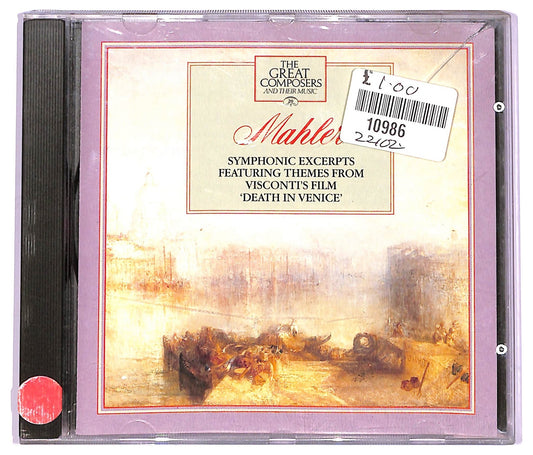 THE
GREAT
COMPOSERS
AND THEIR MUSIC
Mahler
SYMPHONIC EXCERPTS
FEATURING THEMES FROM
VISCONTI'S FILM
'DEATH IN VENICE'
£1.00
10986